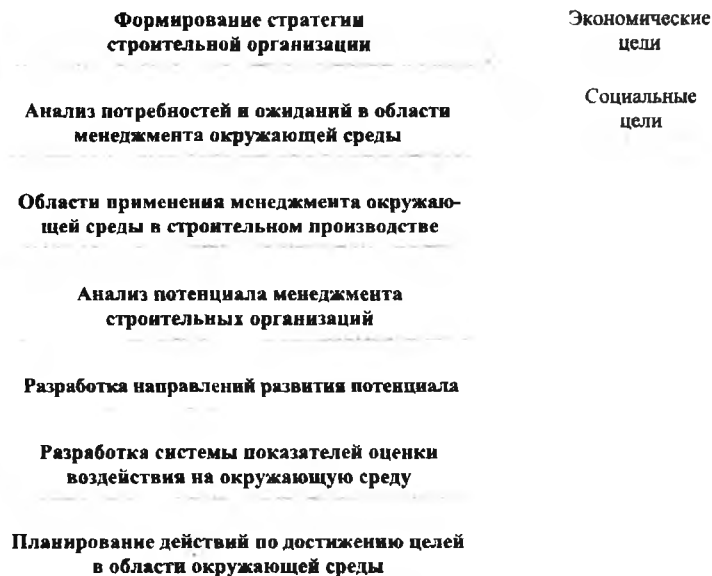 Формирование стратегии
строительной организации
Экономические
цели
Анализ потребностей и ожиданий в области
менеджмента окружающей среды
Социальные
цели
Области применения менеджмента окружаю-
щей среды в строительном производстве
Анализ потенциала менеджмента
строительных организаций
Разработка направлений развития потенциала
Разработка системы показателей оценки
воздействия на окружающую среду
Планирование действий по достижению целей
в области окружающей среды